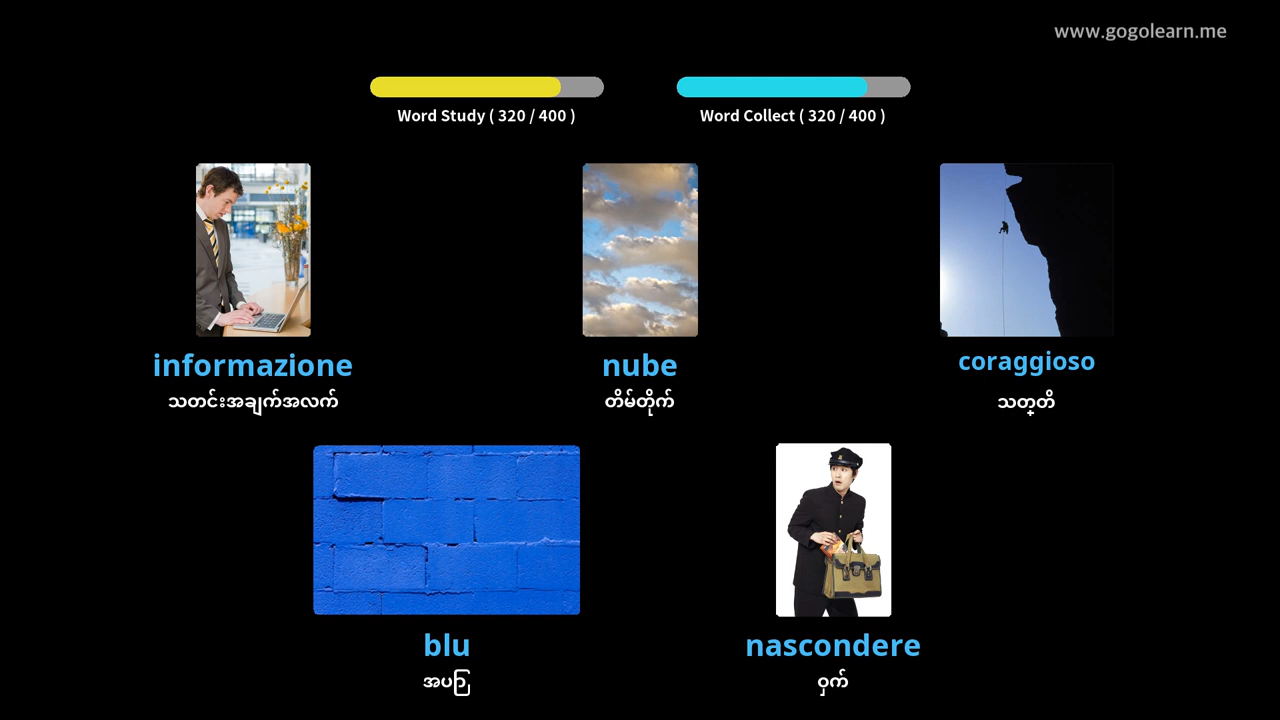 www.gogolearn.me
Word Study ( 320 / 400 )
Word Collect ( 320 / 400 )
informazione
သတင်းအချက်အလက်
nube
တိမ်တိုက်
coraggioso
သတ္တိ
blu
အပြာ
nascondere
ဝှက်